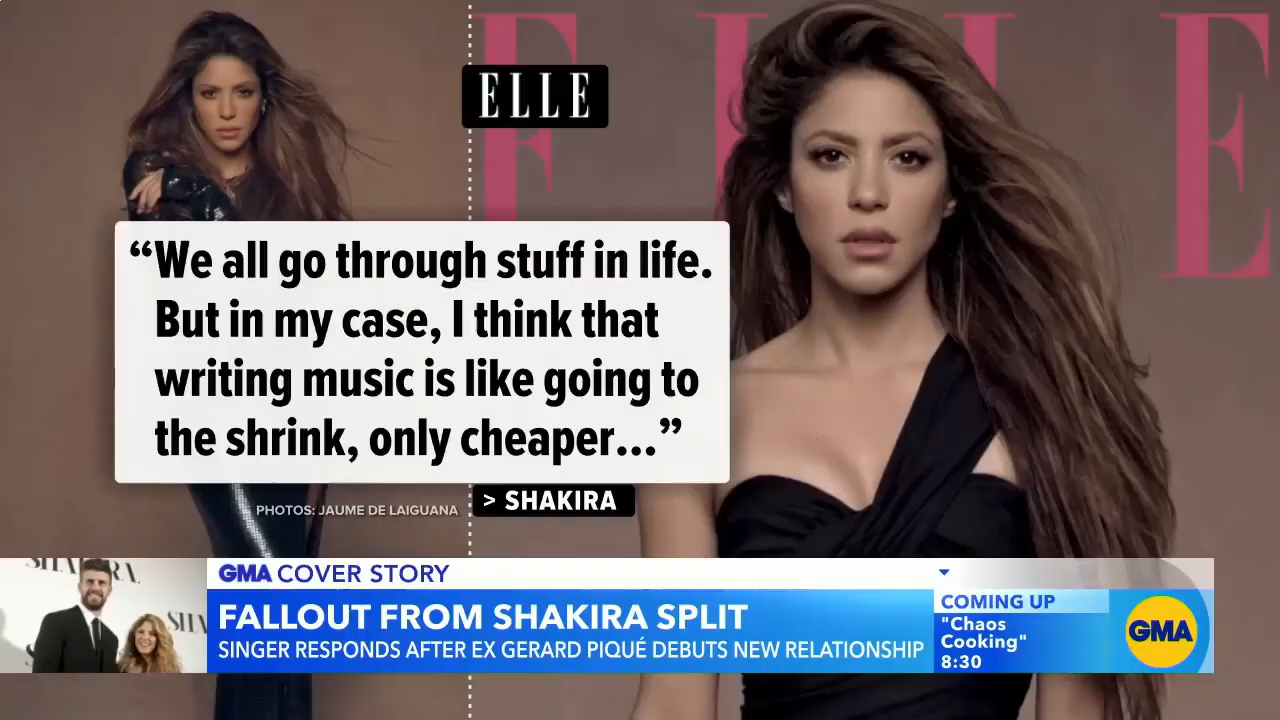 ELLE
ELLE
“We all go through stuff in life.
But in my case, I think that
writing music is like going to
the shrink, only cheaper...”
> SHAKIRA
PHOTOS: JAUME DE LAIGUANA
GMA COVER STORY
FALLOUT FROM SHAKIRA SPLIT
SINGER RESPONDS AFTER EX GERARD PIQUÉ DEBUTS NEW RELATIONSHIP
COMING UP
"Chaos
Cooking"
8:30
GMA